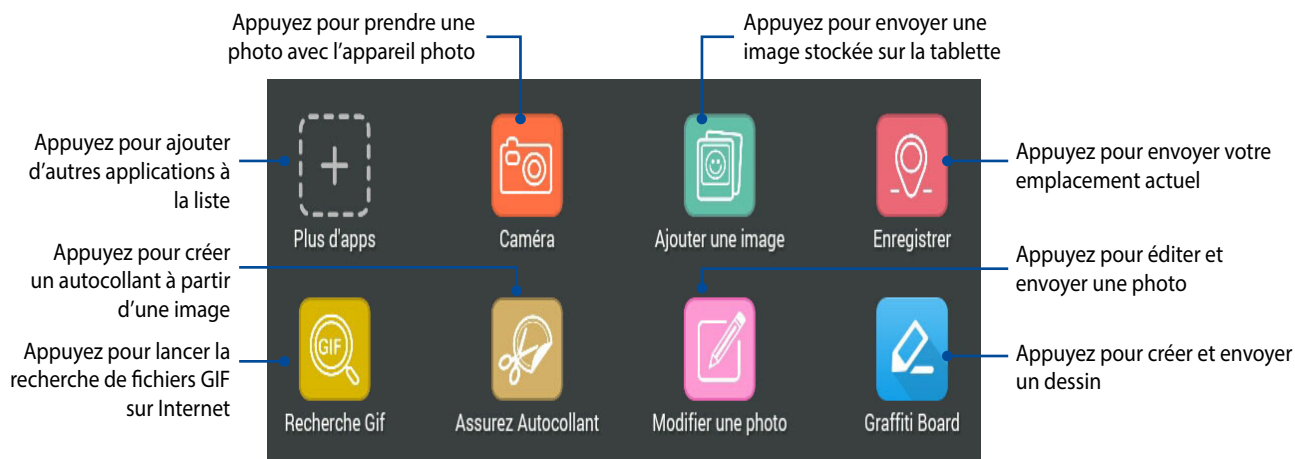 Appuyez pour prendre une
photo avec l'appareil photo
Appuyez pour envoyer une
image stockée sur la tablette
Appuyez pour ajouter
d'autres applications à
la liste
Appuyez pour envoyer votre
emplacement actuel
Plus d'apps
Caméra
Ajouter une image
Enregistrer
Appuyez pour créer
un autocollant à partir
d'une image
Appuyez pour éditer et
envoyer une photo
Appuyez pour lancer la
recherche de fichiers GIF
sur Internet
GIF
Appuyez pour créer et envoyer
un dessin
Recherche Gif
Assurez Autocollant
Modifier une photo
Graffiti Board